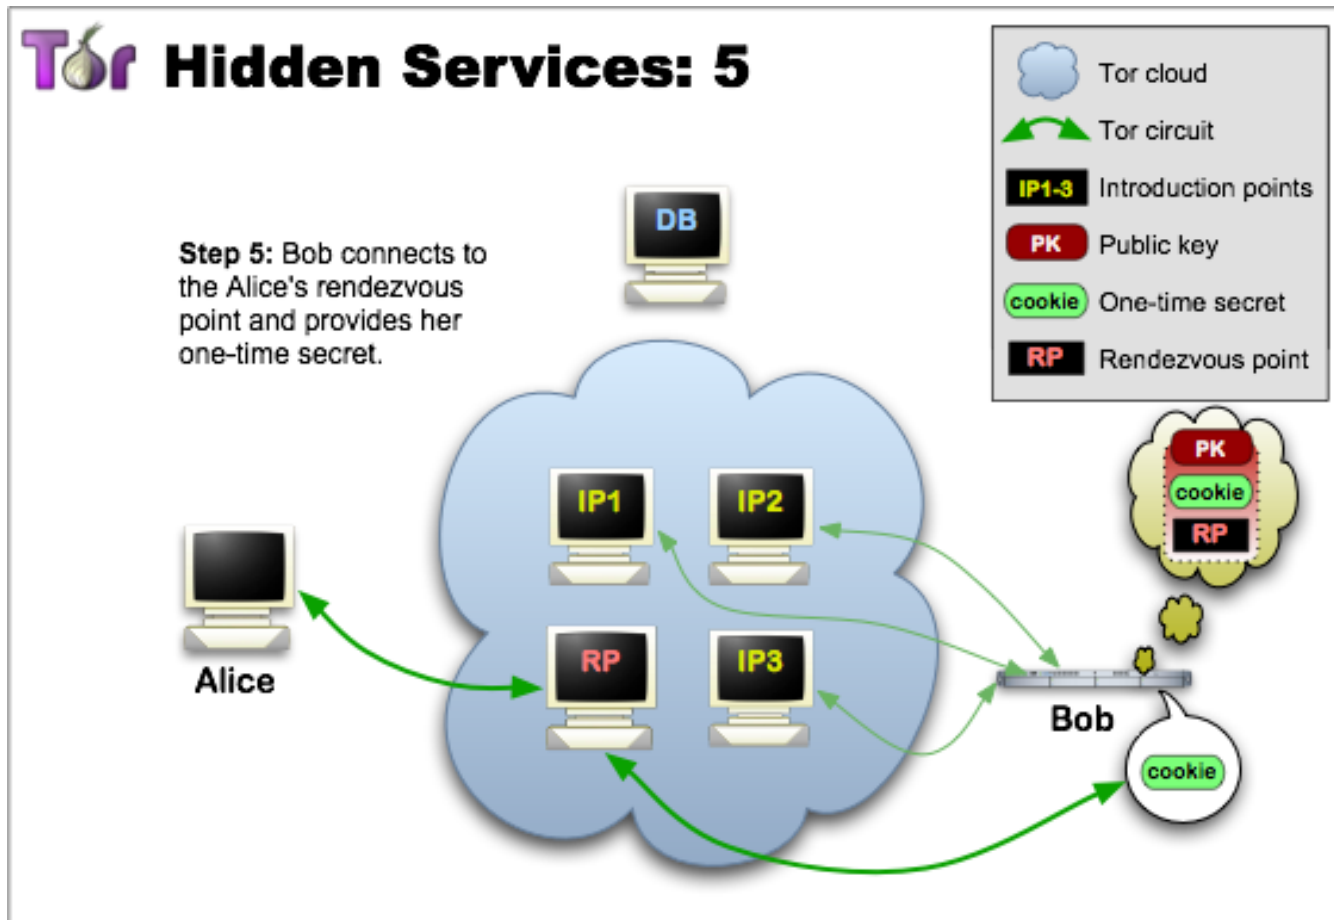 Tor Hidden Services: 5
Tor cloud
Tor circuit
IP1-3 Introduction points
PK Public key
cookie One-time secret
RP Rendezvous point
DB
Step 5: Bob connects to
the Alice's rendezvous
point and provides her
one-time secret.
PK
cookie
RP
IP1
IP2
RP
IP3
Alice
Bob
cookie